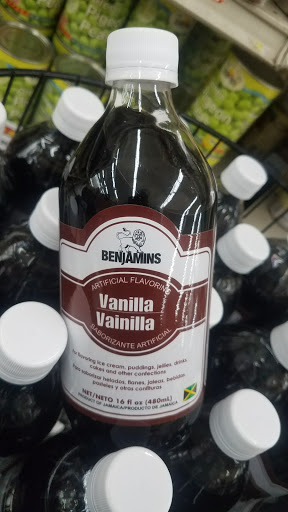 BENJAMINS
ARTIFICIAL FLAVORING
Vanilla
Vainilla
SABORIZANTE ARTIFICIAL
For flavoring ice cream, puddings, jellies, drinks,
cakes and other confections
Para saborizar helados, flanes, jaleas, bebidas,
pasteles y otras confituras
NET/NETO 16 fl oz (480mL)
PRODUCT OF JAMAICA/PRODUCTO DE JAMAICA